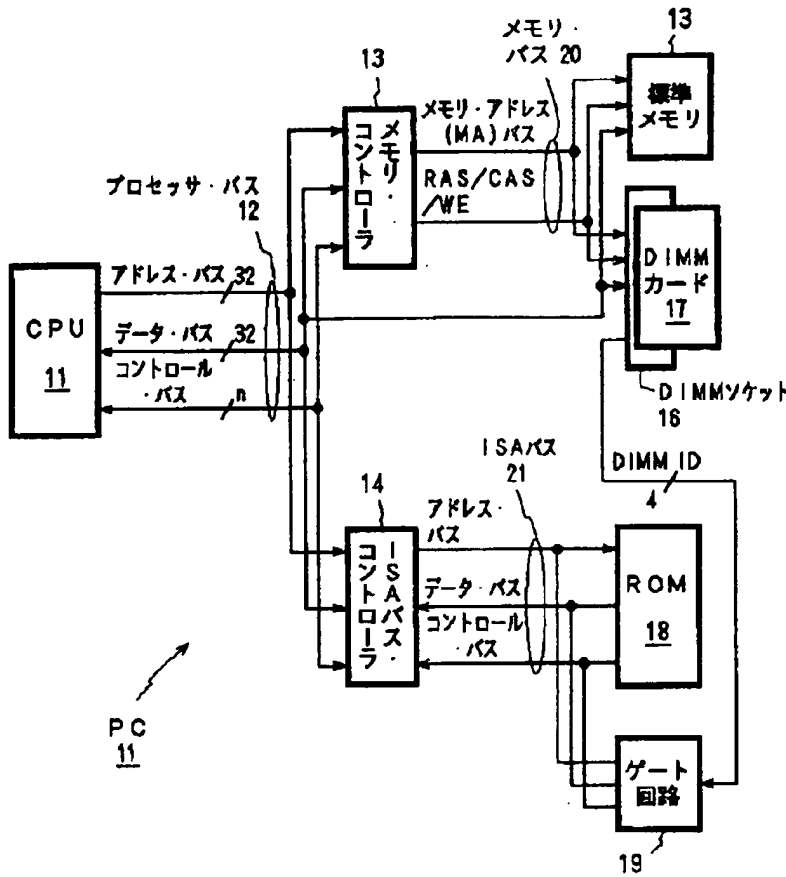 メモリ・
バス 20
13
標準
メモリ
13
メモリ・
コントローラ
メモリ・アドレス
(MA)バス
RAS/CAS
/WE
プロセッサ・バス
12
DIMM
カード
17
アドレス・バス 32
CPU
11
データ・バス 32
コントロール
・バス n
DIMMソケット
16
ISAバス
21
DIMM ID
4
14
ISAバス・
コントローラ
アドレス・
バス
データ・バス
コントロール
・バス
ROM
18
PC
11
ゲート
回路
19